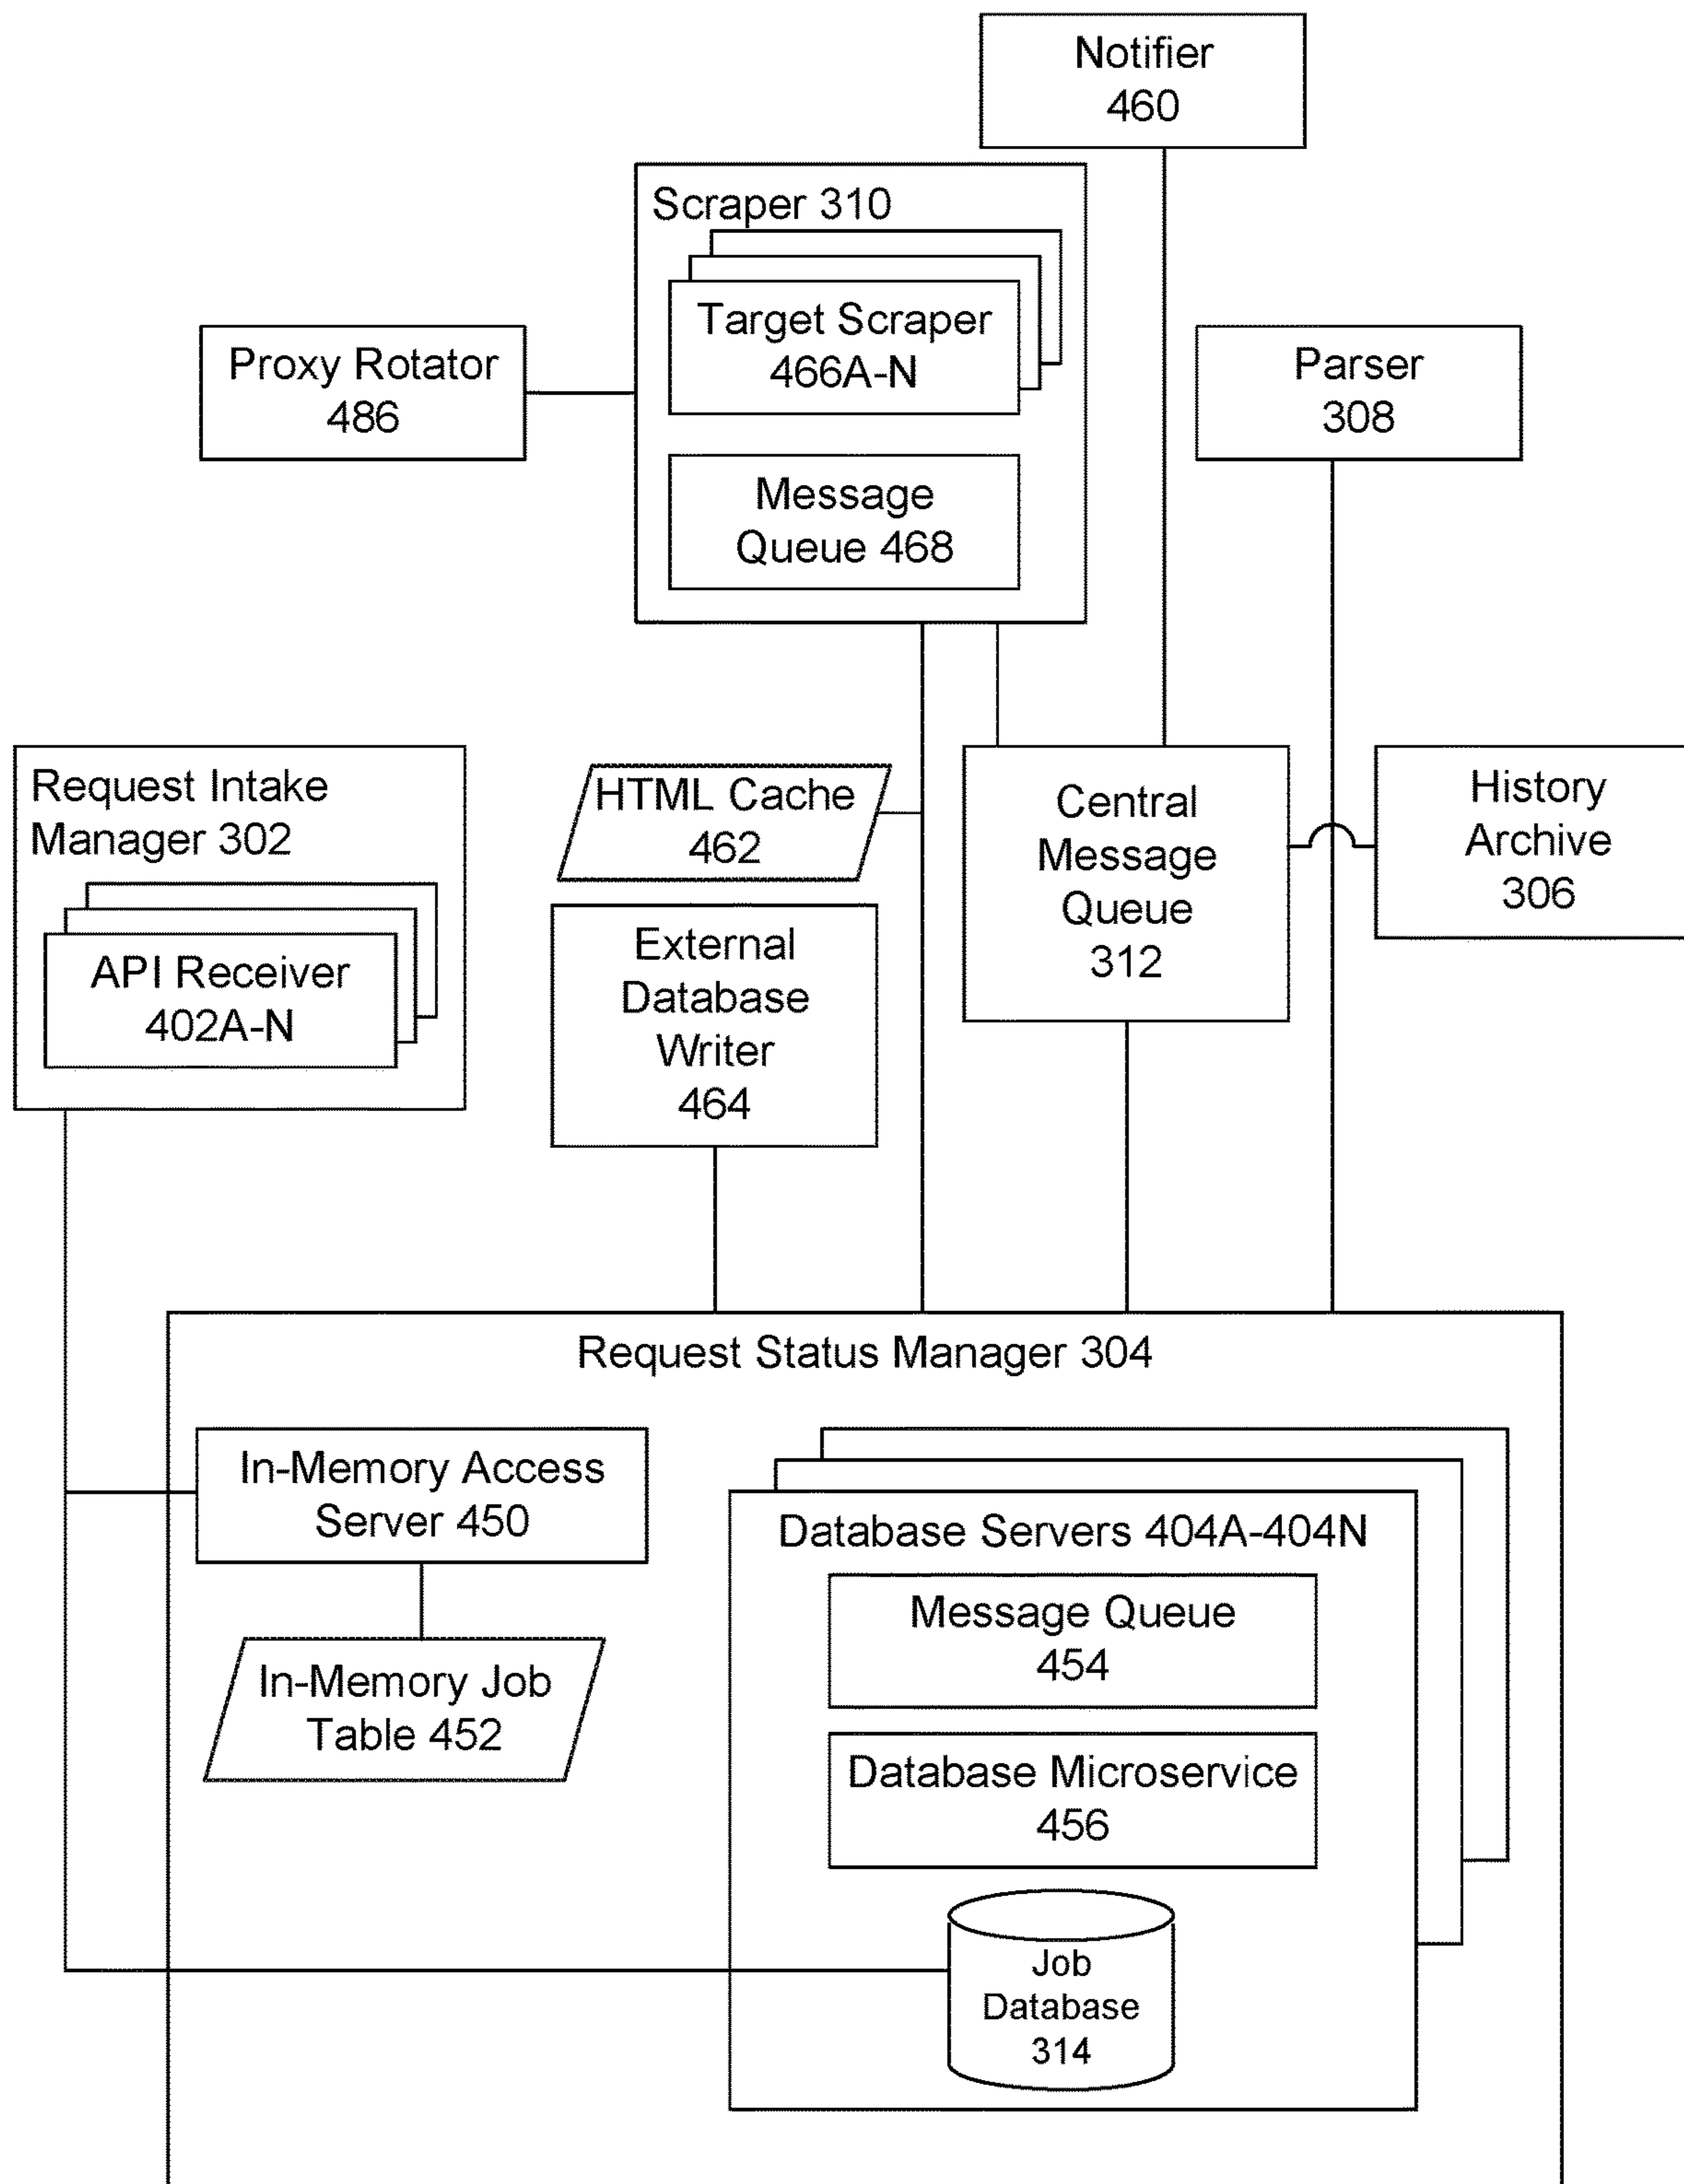 Notifier
460
Scraper 310
Target Scraper
466A-N
Message
Queue 468
Proxy Rotator
486
Parser
308
Request Intake
Manager 302
API Receiver
402A-N
HTML Cache
462
External
Database
Writer
464
Central
Message
Queue
312
History
Archive
306
Request Status Manager 304
In-Memory Access
Server 450
In-Memory Job
Table 452
Database Servers 404A-404N
Message Queue
454
Database Microservice
456
Job
Database
314